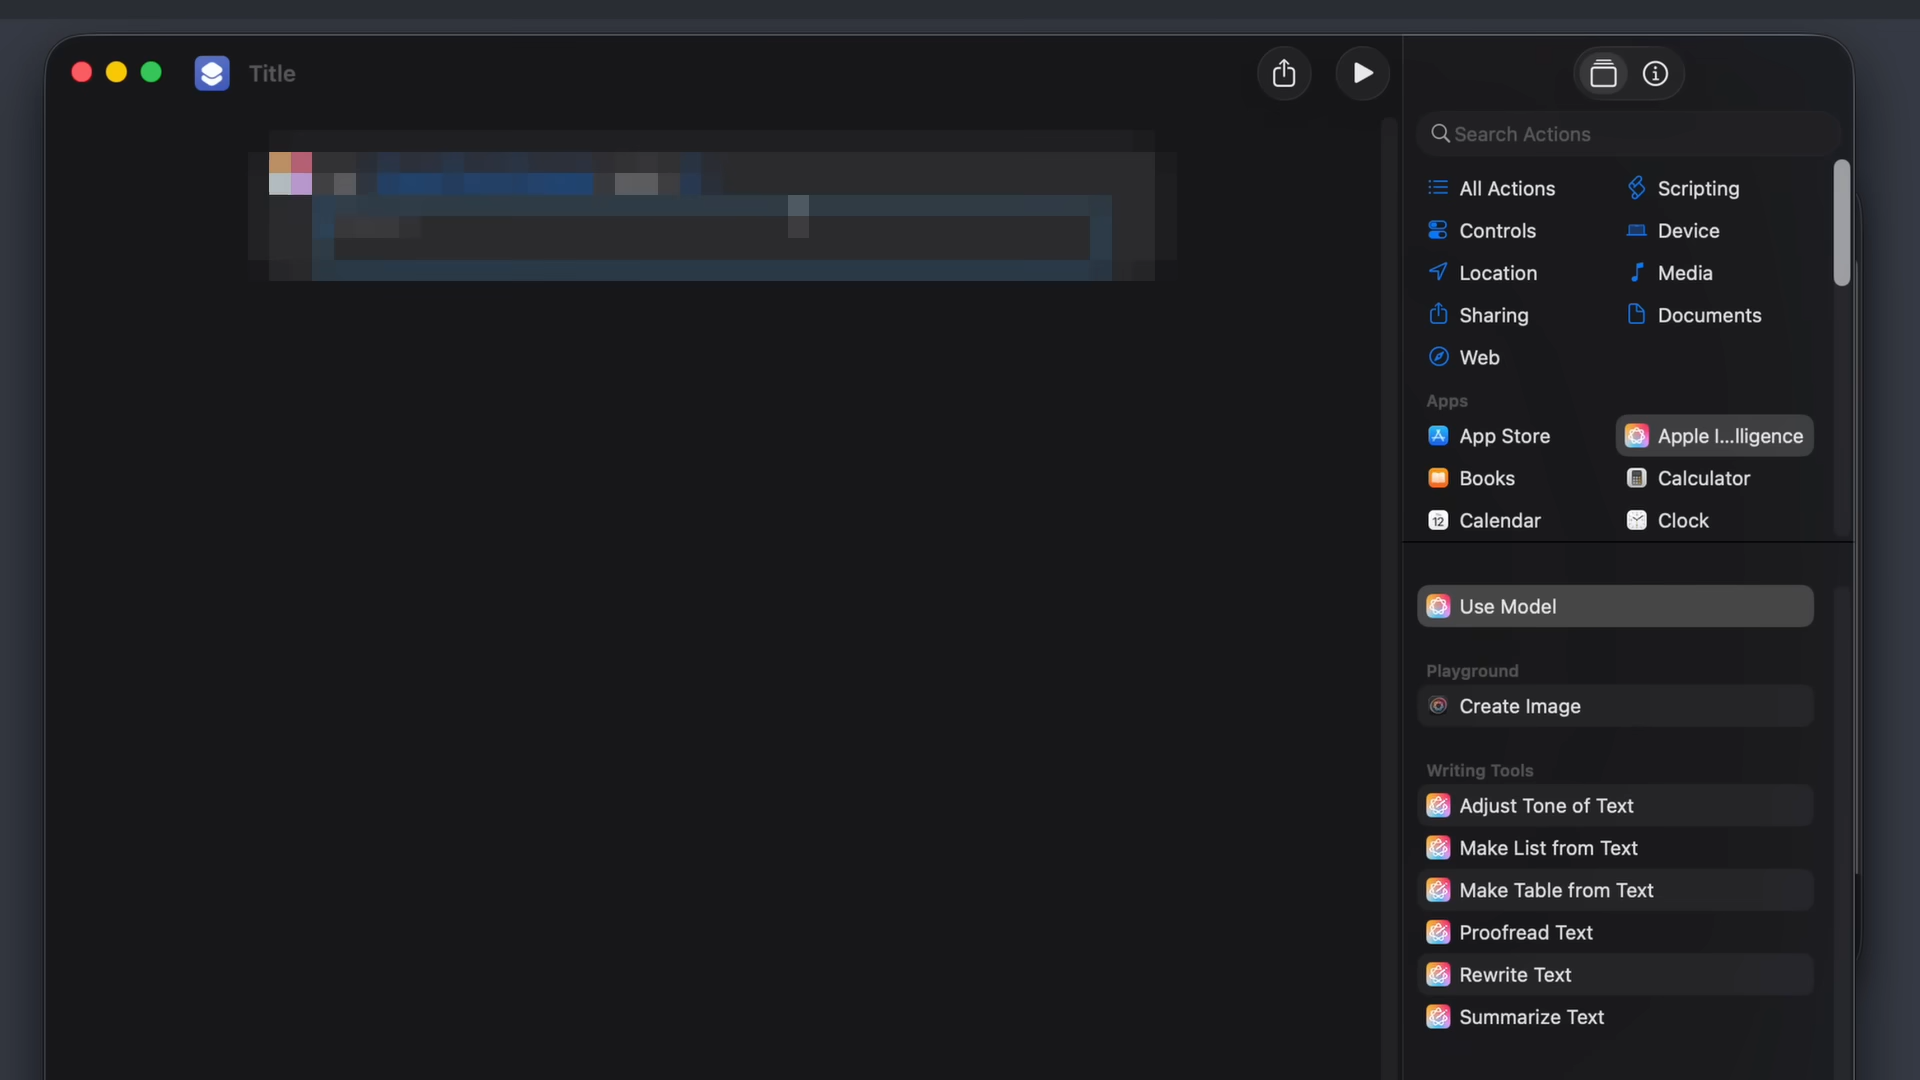 Title
Search Actions
All Actions
Scripting
Controls
Device
Location
Media
Sharing
Documents
Web
Apps
App Store
Apple I...lligence
Books
Calculator
12
Calendar
Clock
Use Model
Playground
Create Image
Writing Tools
Adjust Tone of Text
Make List from Text
Make Table from Text
Proofread Text
Rewrite Text
Summarize Text